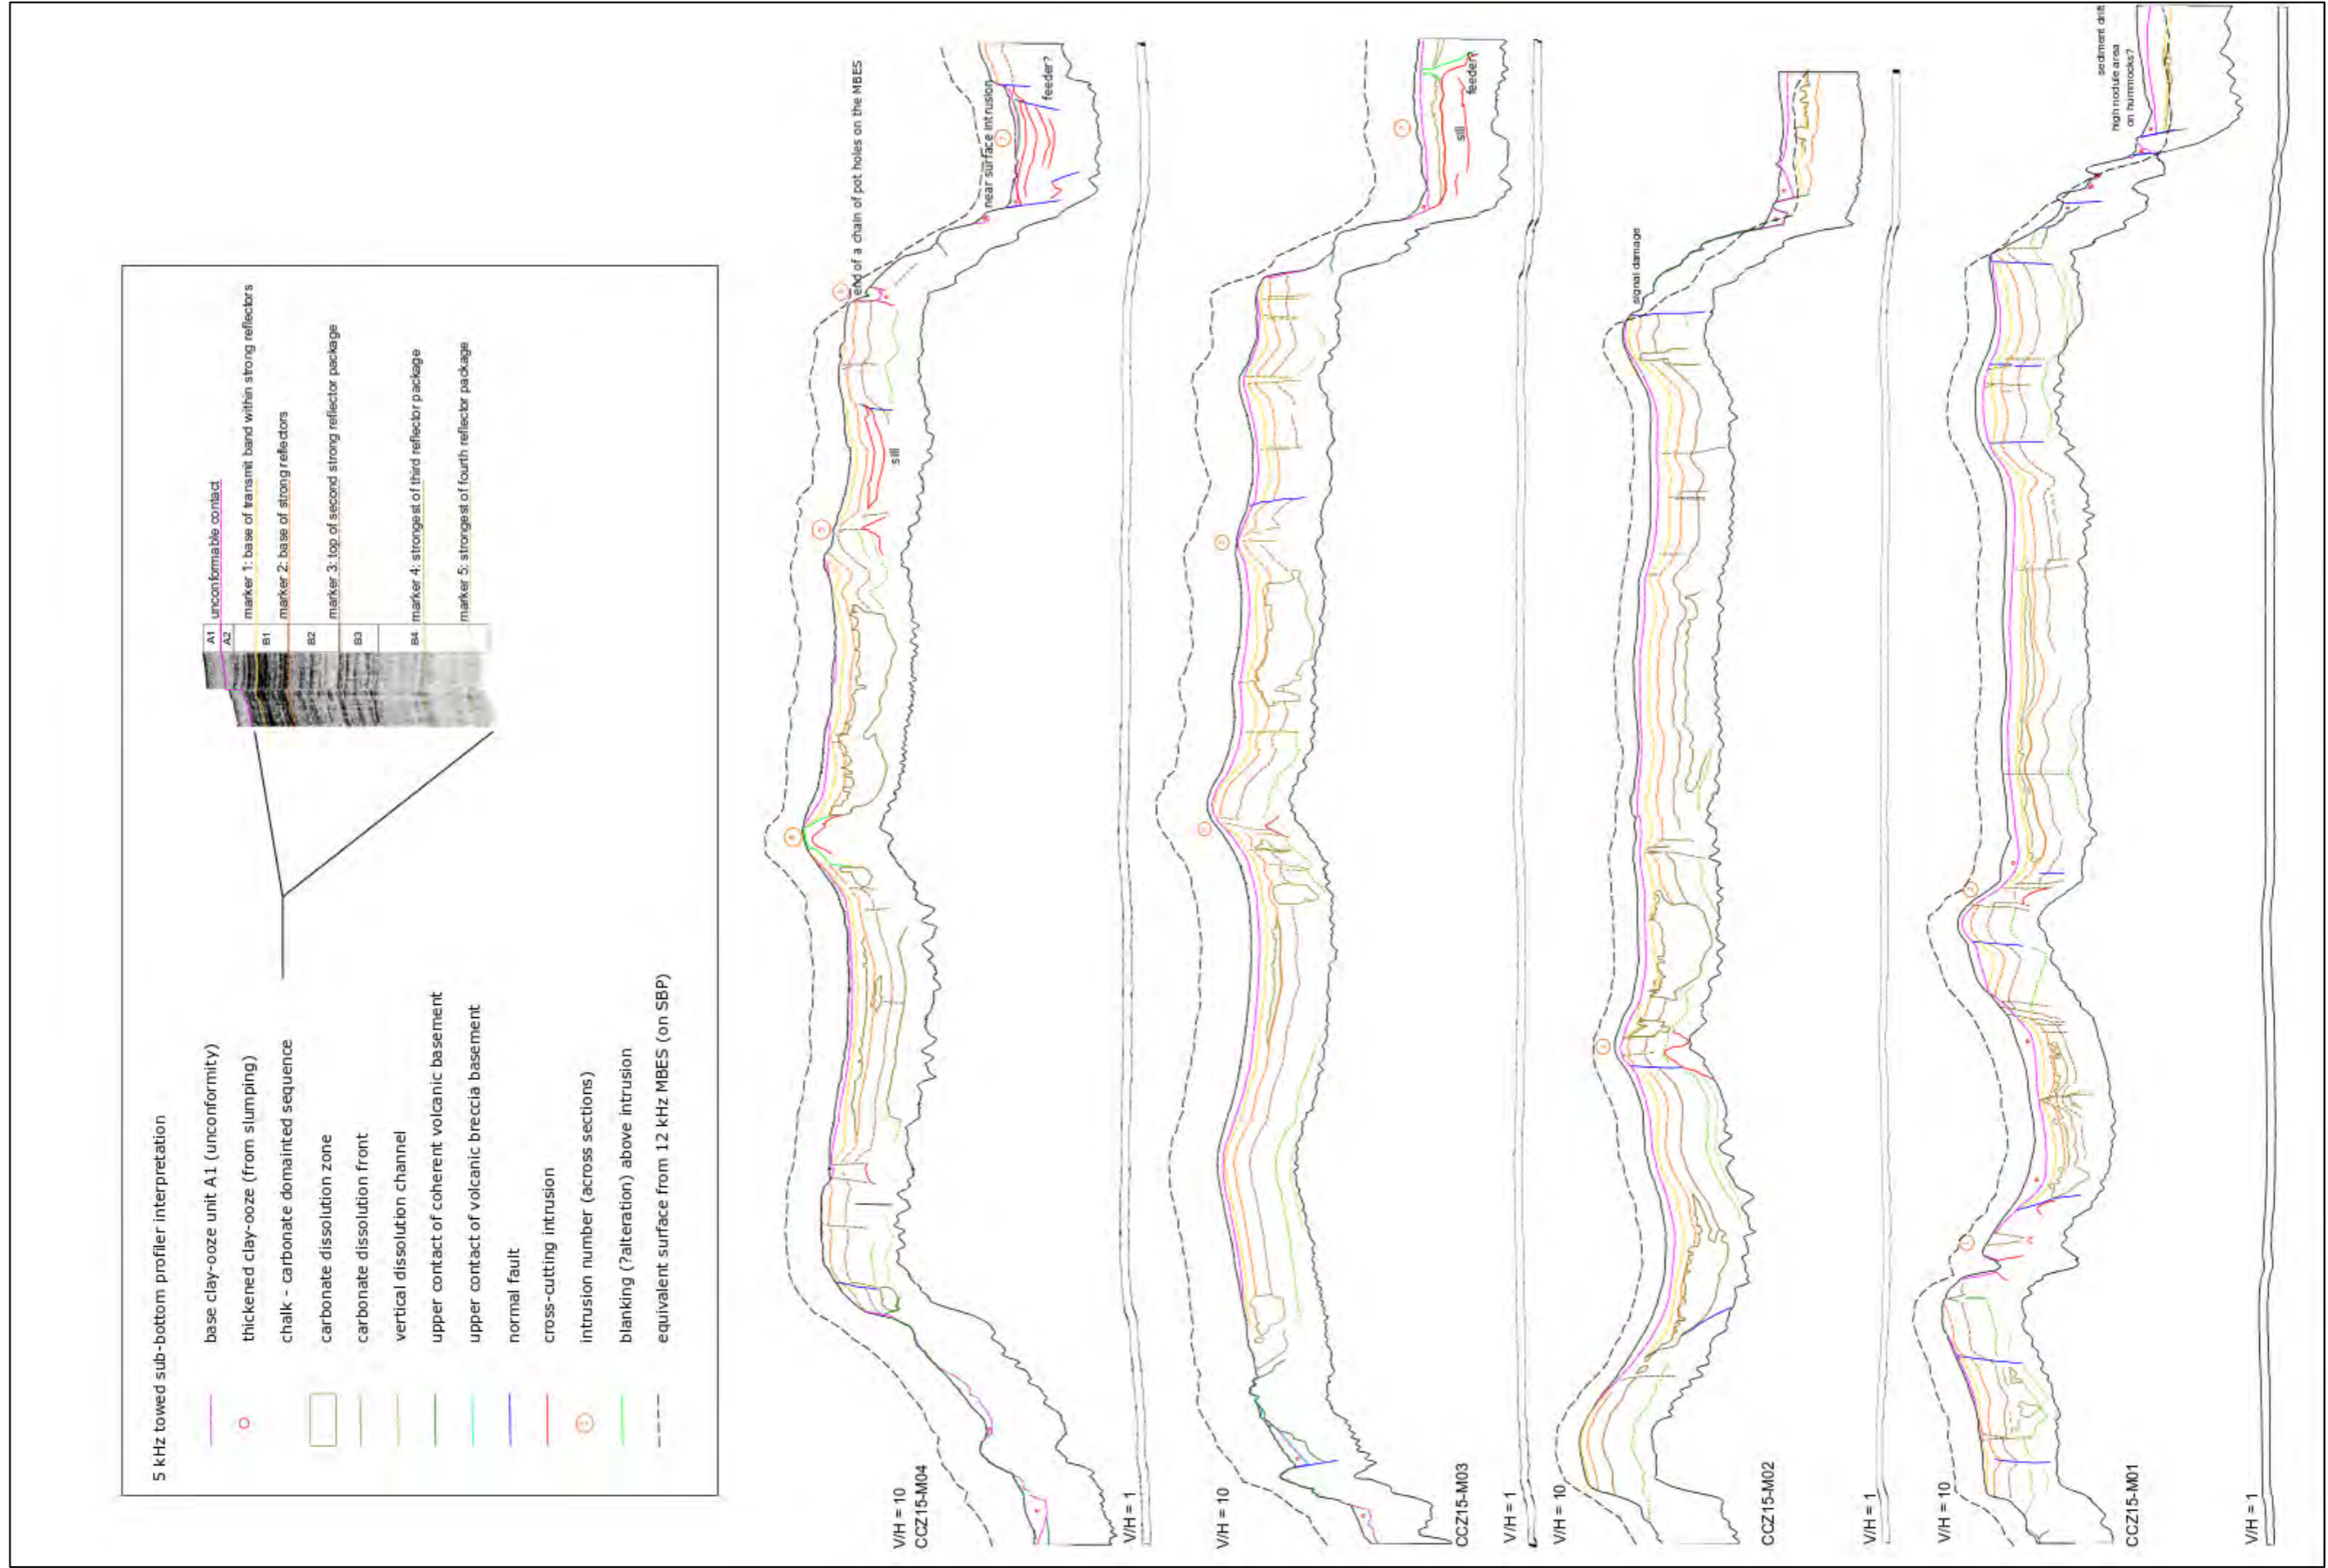 5 kHz towed sub-bottom profiler interpretation
base clay-ooze unit A1 (unconformity)
thickened clay-ooze (from slumping)
chalk - carbonate domainted sequence
carbonate dissolution zone
carbonate dissolution front
vertical dissolution channel
upper contact of coherent volcanic basement
upper contact of volcanic breccia basement
normal fault
cross-cutting intrusion
intrusion number (across sections)
blanking (?alteration) above intrusion
equivalent surface from 12 kHz MBES (on SBP)
A1
A2
B1
B2
B3
B4
unconformable contact
marker 1: base of transmit band within strong reflectors
marker 2: base of strong reflectors
marker 3: top of second strong reflector package
marker 4: strongest of third reflector package
marker 5: strongest of fourth reflector package
V/H = 10
CCZ15-M04
sill
end of a chain of pot holes on the MBES
near surface intrusion
feeder?
V/H = 1
V/H = 10
CCZ15-M03
sill
feeder?
V/H = 1
V/H = 10
signal damage
CCZ15-M02
V/H = 1
V/H = 10
CCZ15-M01
high nodule area
on hummocks?
sediment drift
V/H = 1